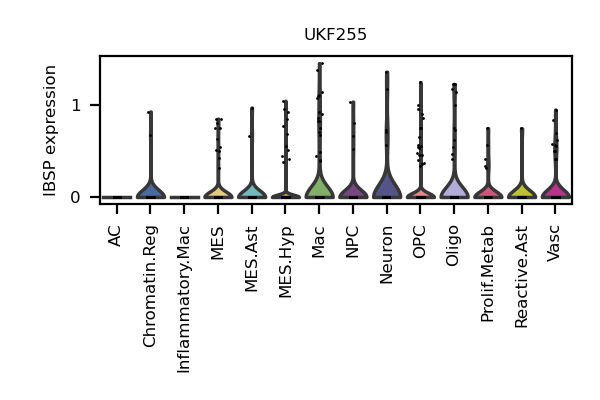 UKF255
IBSP expression
1
0
AC
Chromatin.Reg
Inflammatory.Mac
MES
MES.Ast
MES.Hyp
Mac
NPC
Neuron
OPC
Oligo
Prolif.Metab
Reactive.Ast
Vasc